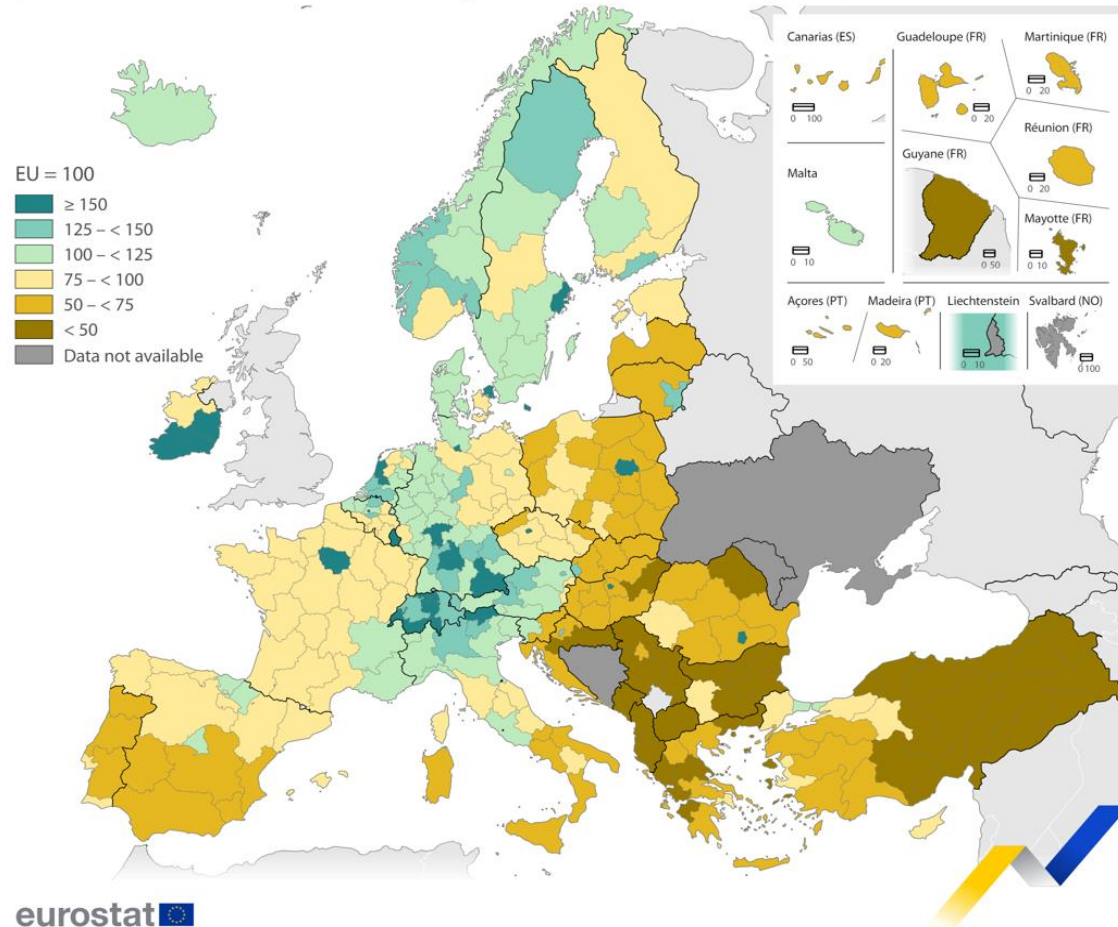 EU = 100
≥ 150
125 – < 150
100 – < 125
75 – < 100
50 – < 75
< 50
Data not available
Canarias (ES)
0 100
Guadeloupe (FR)
0 20
Martinique (FR)
0 20
Réunion (FR)
0 20
Guyane (FR)
0 50
Mayotte (FR)
0 10
Malta
0 10
Açores (PT)
0 50
Madeira (PT)
0 20
Liechtenstein
0 10
Svalbard (NO)
0 100
eurostat